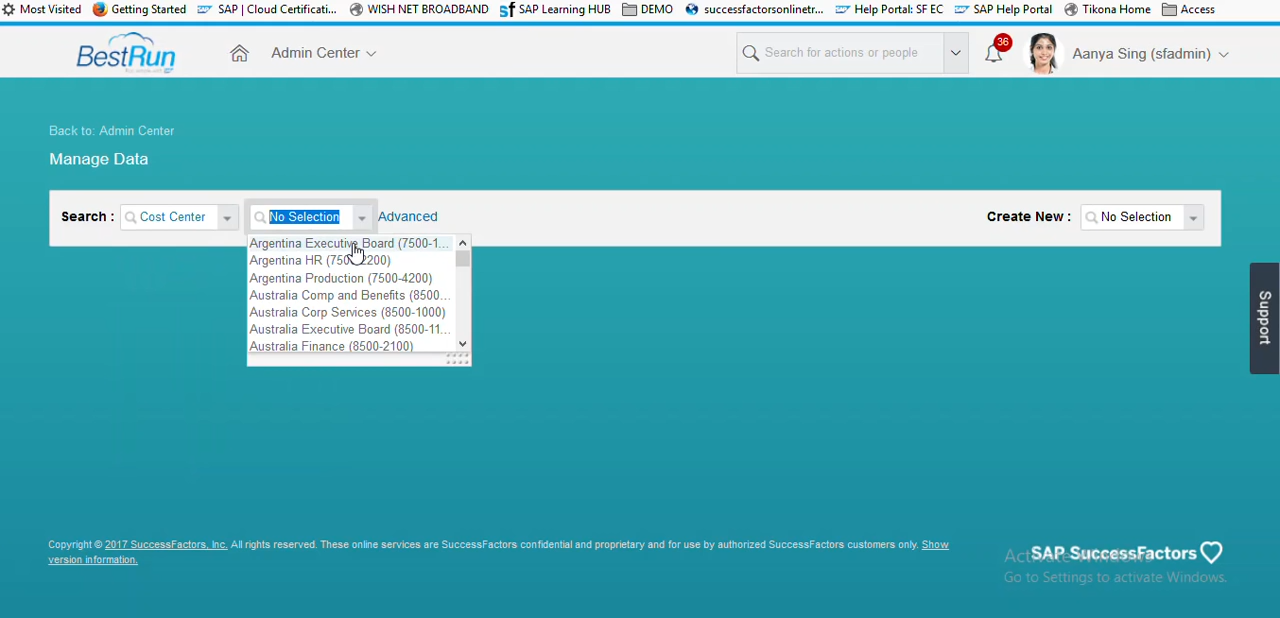 Most Visited Getting Started SAP | Cloud Certificati... WISH NET BROADBAND SAP Learning HUB DEMO successfactorsonlinetr... Help Portal: SF EC SAP Help Portal Tikona Home Access
BestRun Admin Center Search for actions or people 36 Aanya Sing (sfadmin)
Back to: Admin Center
Manage Data
Search : Cost Center No Selection Advanced Create New : No Selection
Argentina Executive Board (7500-1...
Argentina HR (7500-2200)
Argentina Production (7500-4200)
Australia Comp and Benefits (8500...
Australia Corp Services (8500-1000)
Australia Executive Board (8500-11...
Australia Finance (8500-2100)
Support
Copyright © 2017 SuccessFactors, Inc. All rights reserved. These online services are SuccessFactors confidential and proprietary and for use by authorized SuccessFactors customers only. Show
version information.
SAP SuccessFactors
Activate Windows
Go to Settings to activate Windows.